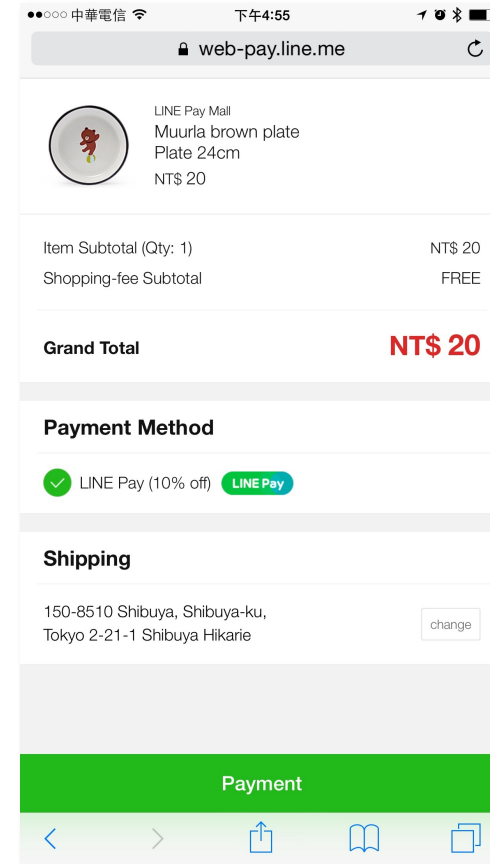 中華電信
下午4:55
web-pay.line.me
LINE Pay Mall
Muurla brown plate
Plate 24cm
NT$ 20
Item Subtotal (Qty: 1) NT$ 20
Shopping-fee Subtotal FREE
Grand Total NT$ 20
Payment Method
LINE Pay (10% off) LINE Pay
Shipping
150-8510 Shibuya, Shibuya-ku,
Tokyo 2-21-1 Shibuya Hikarie
change
Payment